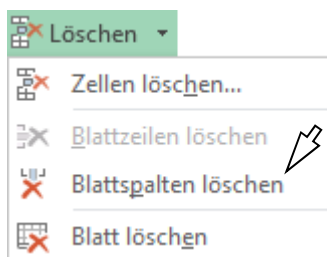 Löschen
Zellen löschen...
Blattzeilen löschen
Blattspalten löschen
Blatt löschen